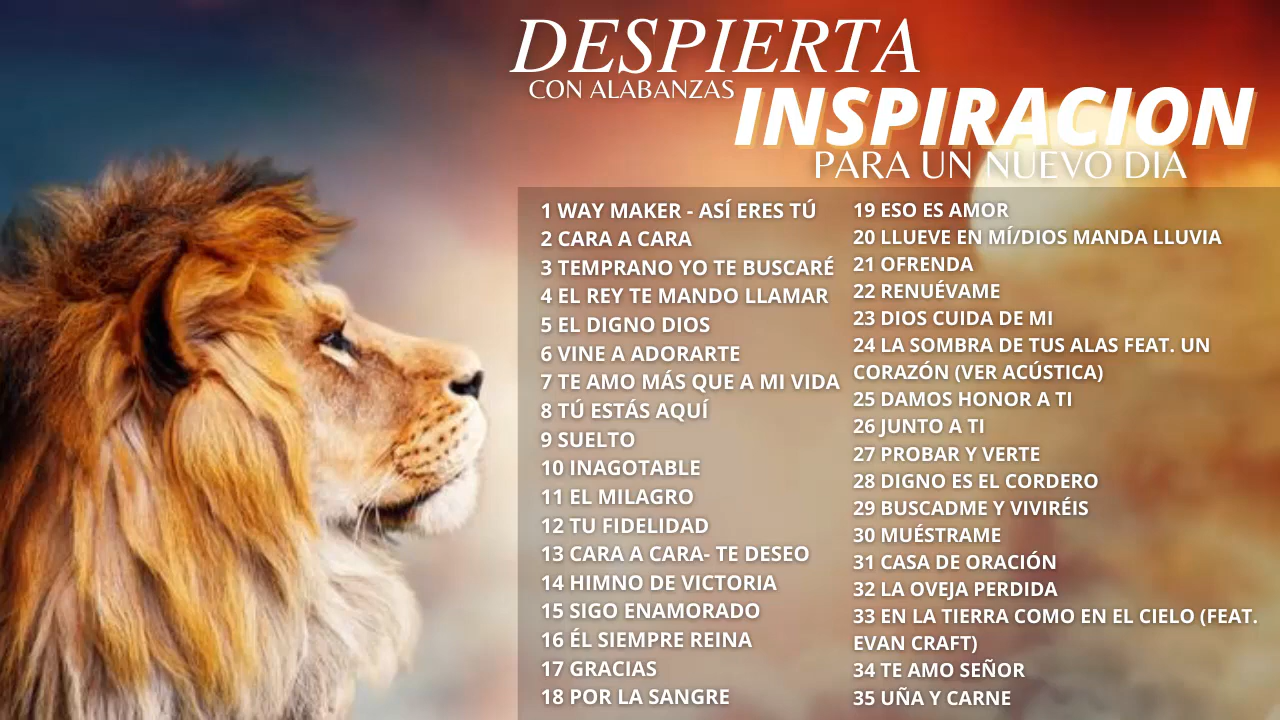 DESPIERTA
CON ALABANZAS
INSPIRACION
PARA UN NUEVO DIA
1 WAY MAKER - ASÍ ERES TÚ
2 CARA A CARA
3 TEMPRANO YO TE BUSCARÉ
4 EL REY TE MANDO LLAMAR
5 EL DIGNO DIOS
6 VINE A ADORARTE
7 TE AMO MÁS QUE A MI VIDA
8 TÚ ESTÁS AQUÍ
9 SUELTO
10 INAGOTABLE
11 EL MILAGRO
12 TU FIDELIDAD
13 CARA A CARA- TE DESEO
14 HIMNO DE VICTORIA
15 SIGO ENAMORADO
16 ÉL SIEMPRE REINA
17 GRACIAS
18 POR LA SANGRE
19 ESO ES AMOR
20 LLUEVE EN MÍ/DIOS MANDA LLUVIA
21 OFRENDA
22 RENUÉVAME
23 DIOS CUIDA DE MI
24 LA SOMBRA DE TUS ALAS FEAT. UN
CORAZÓN (VER ACÚSTICA)
25 DAMOS HONOR A TI
26 JUNTO A TI
27 PROBAR Y VERTE
28 DIGNO ES EL CORDERO
29 BUSCADME Y VIVIRÉIS
30 MUÉSTRAME
31 CASA DE ORACIÓN
32 LA OVEJA PERDIDA
33 EN LA TIERRA COMO EN EL CIELO (FEAT.
EVAN CRAFT)
34 TE AMO SEÑOR
35 UÑA Y CARNE